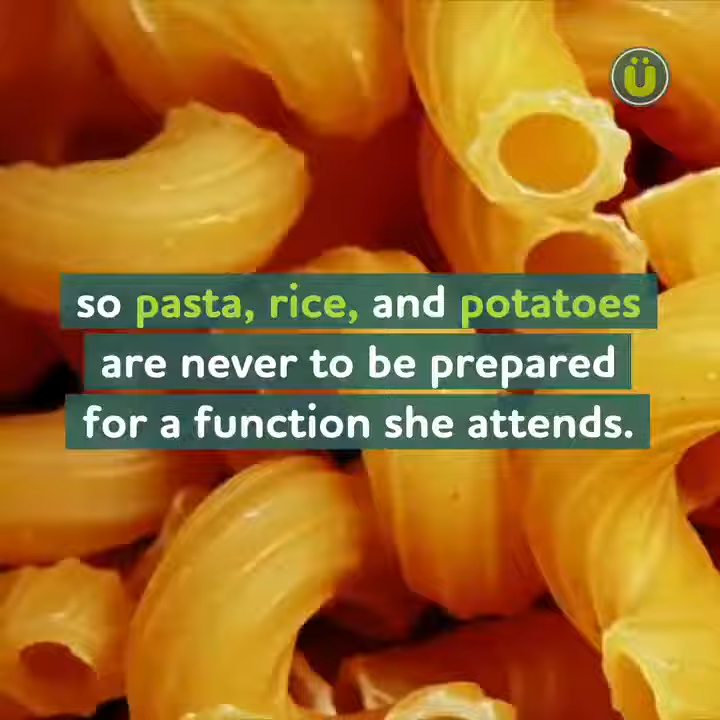 Ü
so pasta, rice, and potatoes
are never to be prepared
for a function she attends.